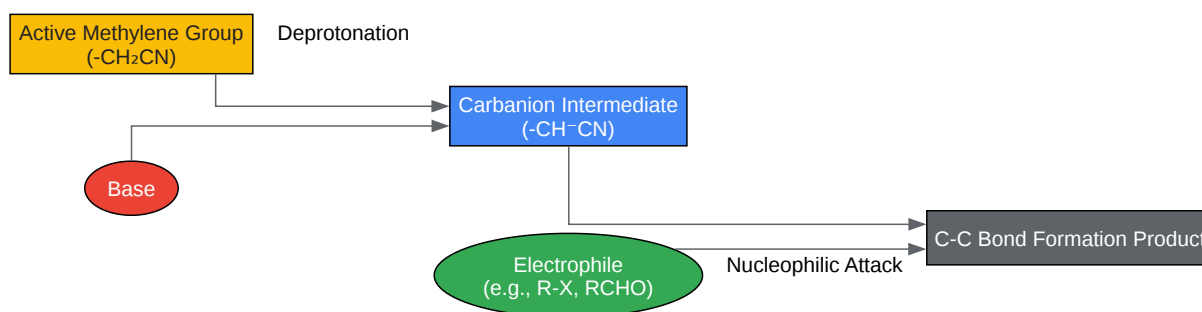 Active Methylene Group
(-CH₂CN)
Deprotonation
Carbanion Intermediate
(-CH⁻CN)
Base
C-C Bond Formation Product
Electrophile
(e.g., R-X, RCHO)
Nucleophilic Attack